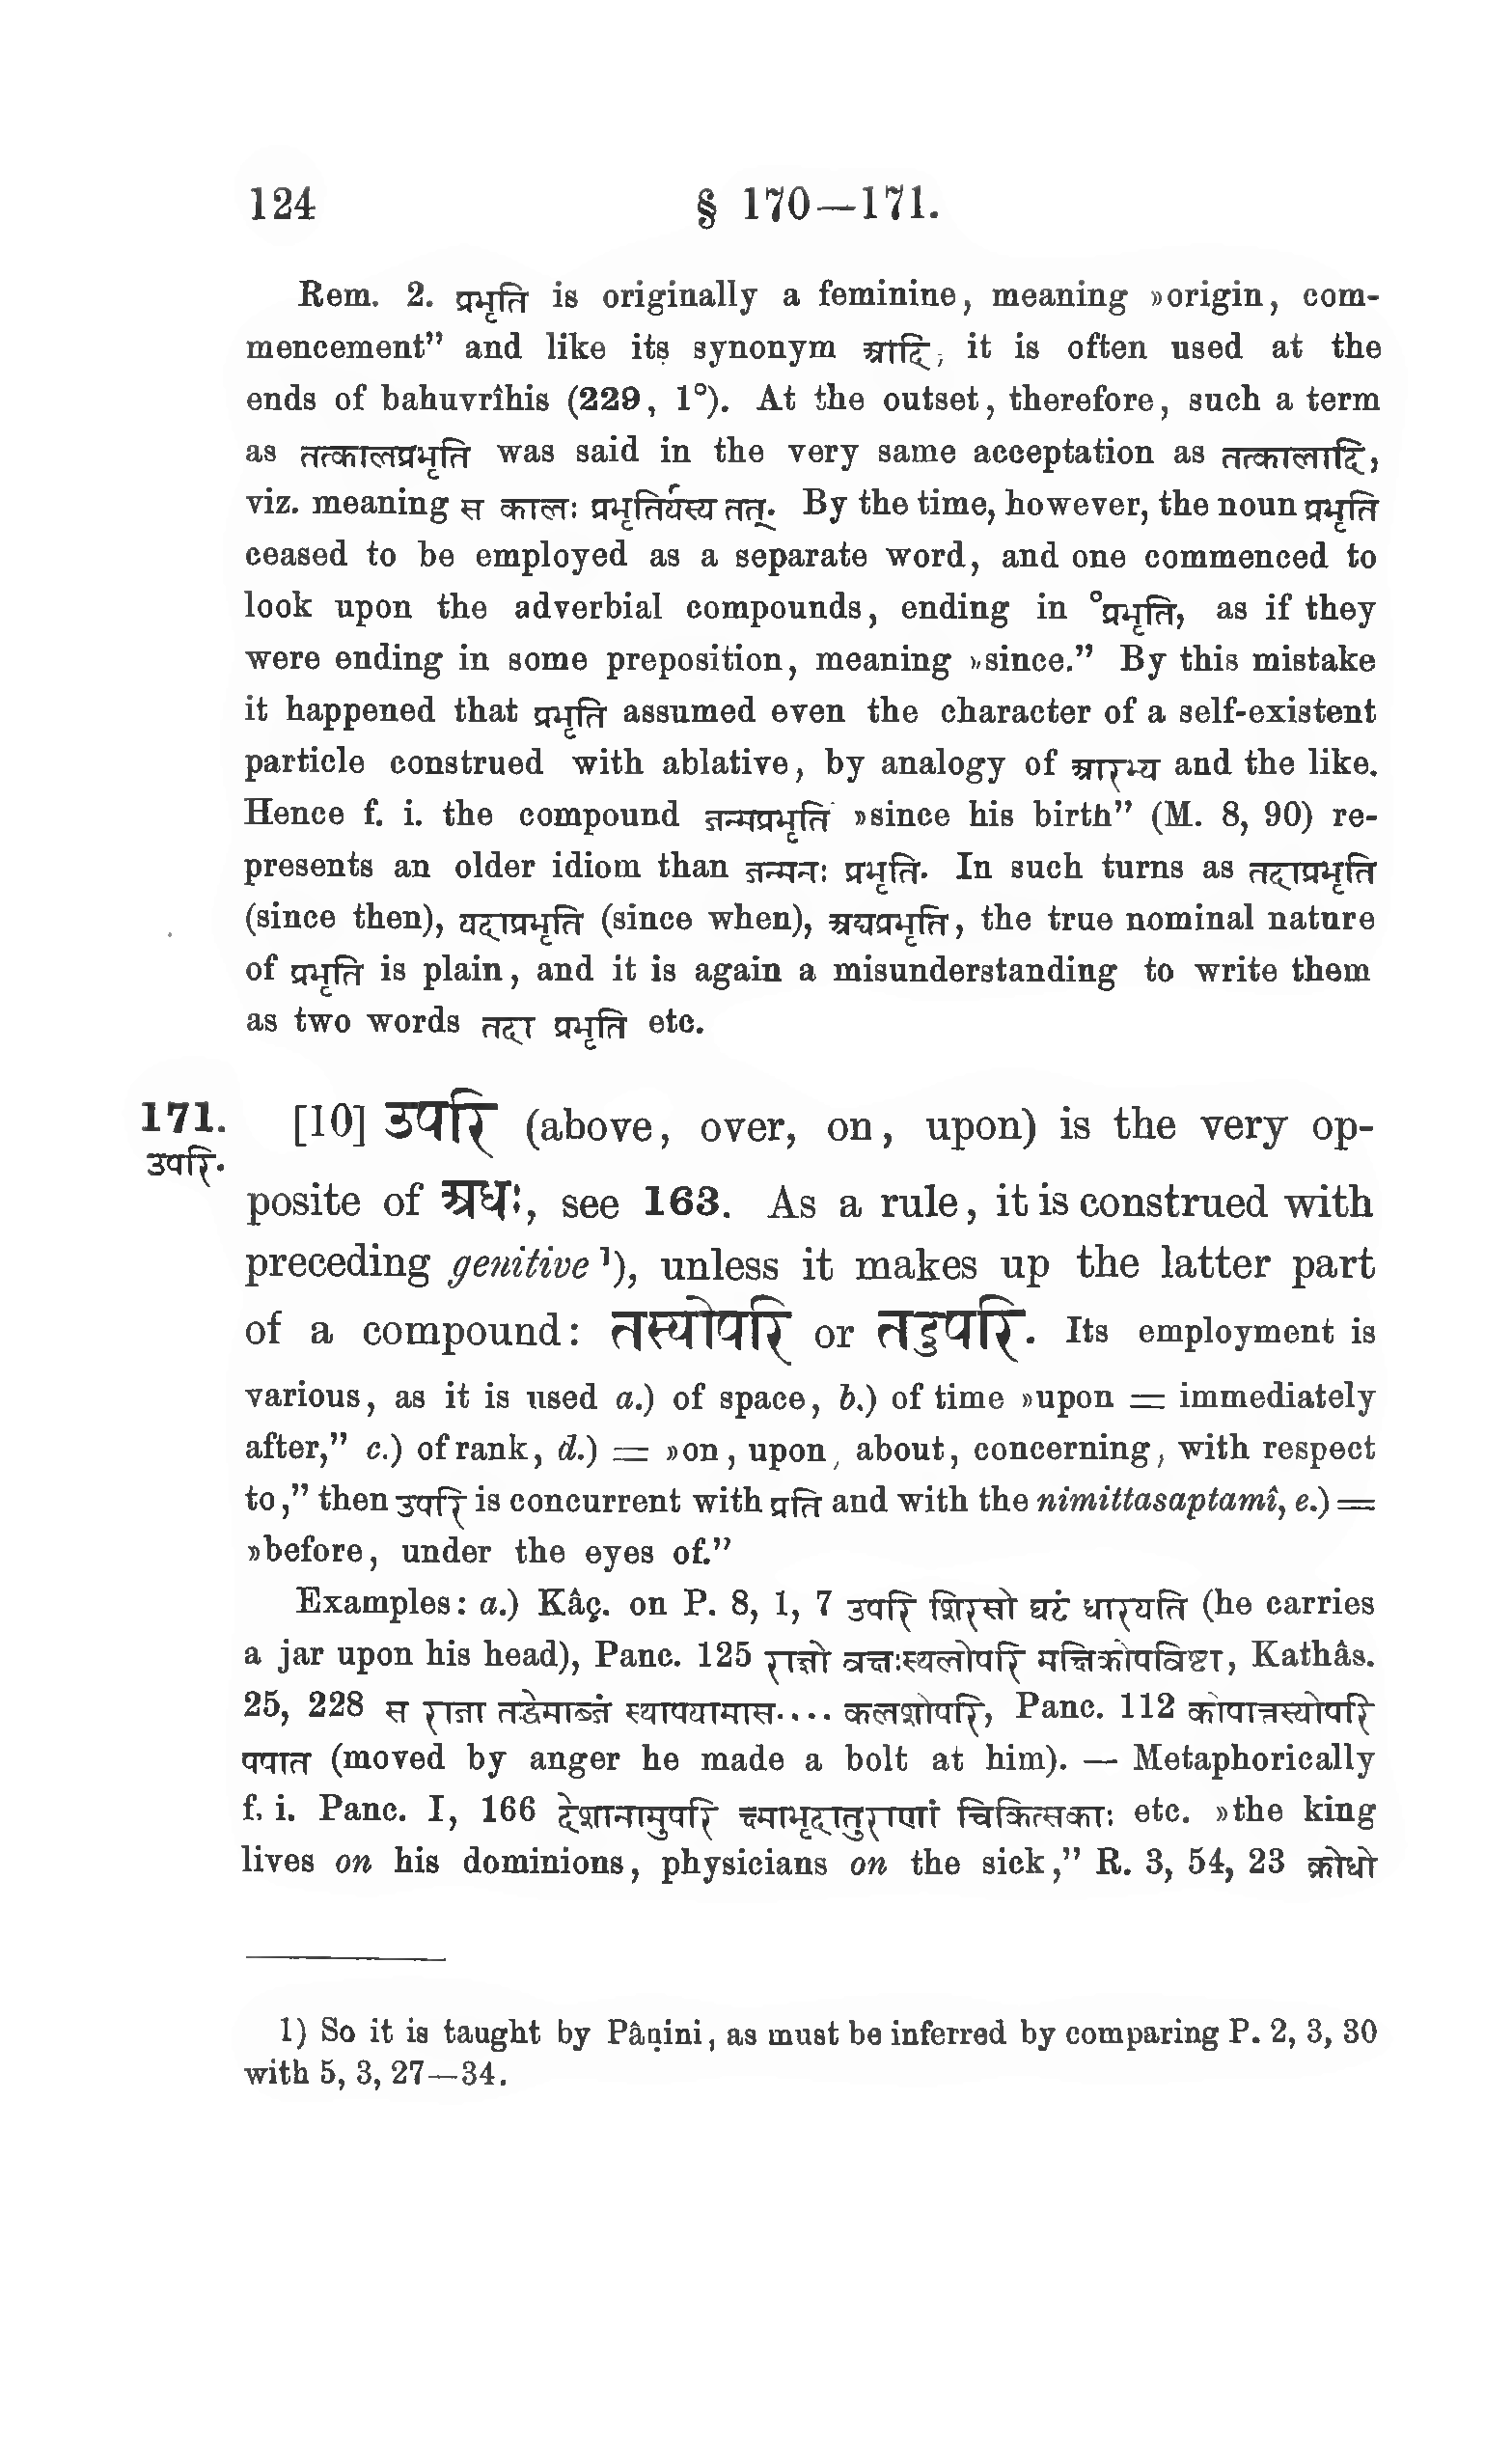 124 § 170—171.
Rem. 2. प्रभृति is originally a feminine, meaning »origin, com-
mencement” and like its synonym आदि, it is often used at the
ends of bahuvrîhis (229, 1°). At the outset, therefore, such a term
as तत्कालप्रभृति was said in the very same acceptation as तत्कालादि,
viz. meaning स कालः प्रभृतिर्यस्य तत्. By the time, however, the noun प्रभृति
ceased to be employed as a separate word, and one commenced to
look upon the adverbial compounds, ending in °प्रभृति, as if they
were ending in some preposition, meaning »since.” By this mistake
it happened that प्रभृति assumed even the character of a self-existent
particle construed with ablative, by analogy of आरभ्य and the like.
Hence f. i. the compound जन्मप्रभृति »since his birth” (M. 8, 90) re-
presents an older idiom than जन्मनः प्रभृति. In such turns as तदाप्रभृति
(since then), यदाप्रभृति (since when), अद्यप्रभृति, the true nominal nature
of प्रभृति is plain, and it is again a misunderstanding to write them
as two words तदा प्रभृति etc.
171. [10] उपरि (above, over, on, upon) is the very op-
उपरि.
posite of अधः, see 163. As a rule, it is construed with
preceding genitive ¹), unless it makes up the latter part
of a compound: तस्योपरि or तदुपरि. Its employment is
various, as it is used a.) of space, b.) of time »upon = immediately
after,” c.) of rank, d.) = »on, upon, about, concerning, with respect
to,” then उपरि is concurrent with प्रति and with the nimittasaptamî, e.) =
»before, under the eyes of.”
Examples: a.) Kâç. on P. 8, 1, 7 उपरि शिरसो घटं धारयति (he carries
a jar upon his head), Panc. 125 राज्ञो वक्षःस्थलोपरि मक्षिकोपविष्टा, Kathâs.
25, 228 स राजा तद्धेमाब्जं स्थापयामास.... कलशोपरि, Panc. 112 कोपात्तस्योपरि
पपात (moved by anger he made a bolt at him). — Metaphorically
f. i. Panc. I, 166 देशानामुपरि क्ष्माभृदातुराणां चिकित्सकाः etc. »the king
lives on his dominions, physicians on the sick,” R. 3, 54, 23 क्रोधो
1) So it is taught by Pâṇini, as must be inferred by comparing P. 2, 3, 30
with 5, 3, 27—34.